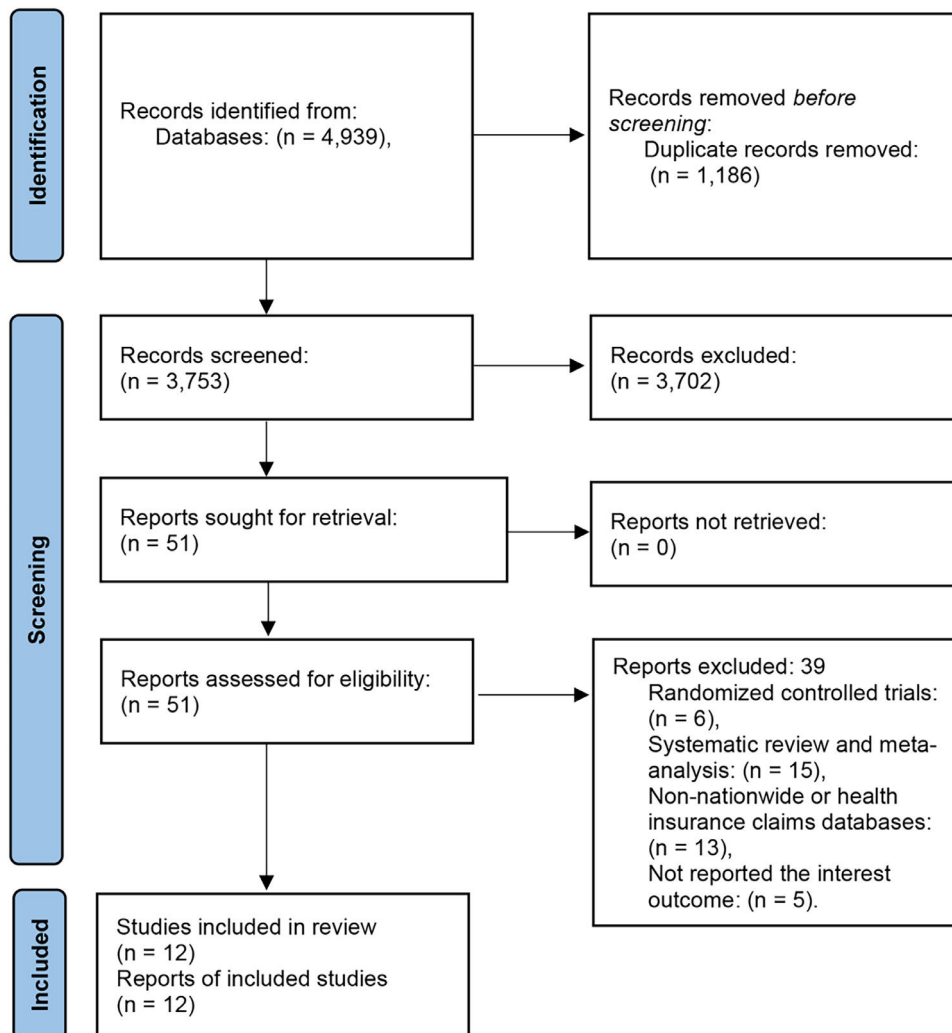 Identification
Records identified from:
Databases: (n = 4,939),
Records removed before
screening:
Duplicate records removed:
(n = 1,186)
Screening
Records screened:
(n = 3,753)
Records excluded:
(n = 3,702)
Reports sought for retrieval:
(n = 51)
Reports not retrieved:
(n = 0)
Reports assessed for eligibility:
(n = 51)
Reports excluded: 39
Randomized controlled trials:
(n = 6),
Systematic review and meta-
analysis: (n = 15),
Non-nationwide or health
insurance claims databases:
(n = 13),
Not reported the interest
outcome: (n = 5).
Included
Studies included in review
(n = 12)
Reports of included studies
(n = 12)